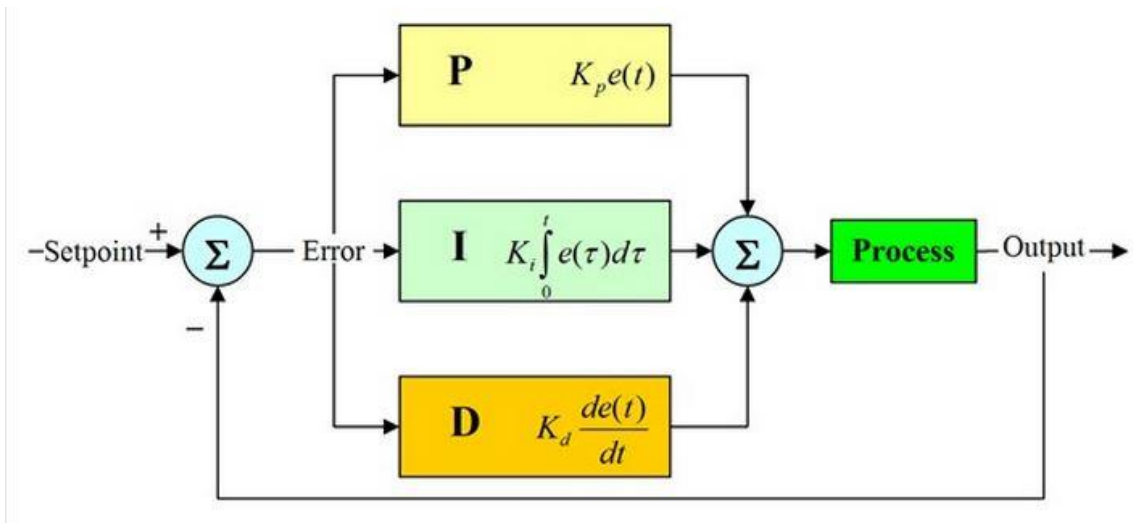 P K_p e(t)
+
–Setpoint
Σ
Error
I K_i ∫_0^t e(τ)dτ
Σ
Process
Output
–
D K_d de(t)/dt